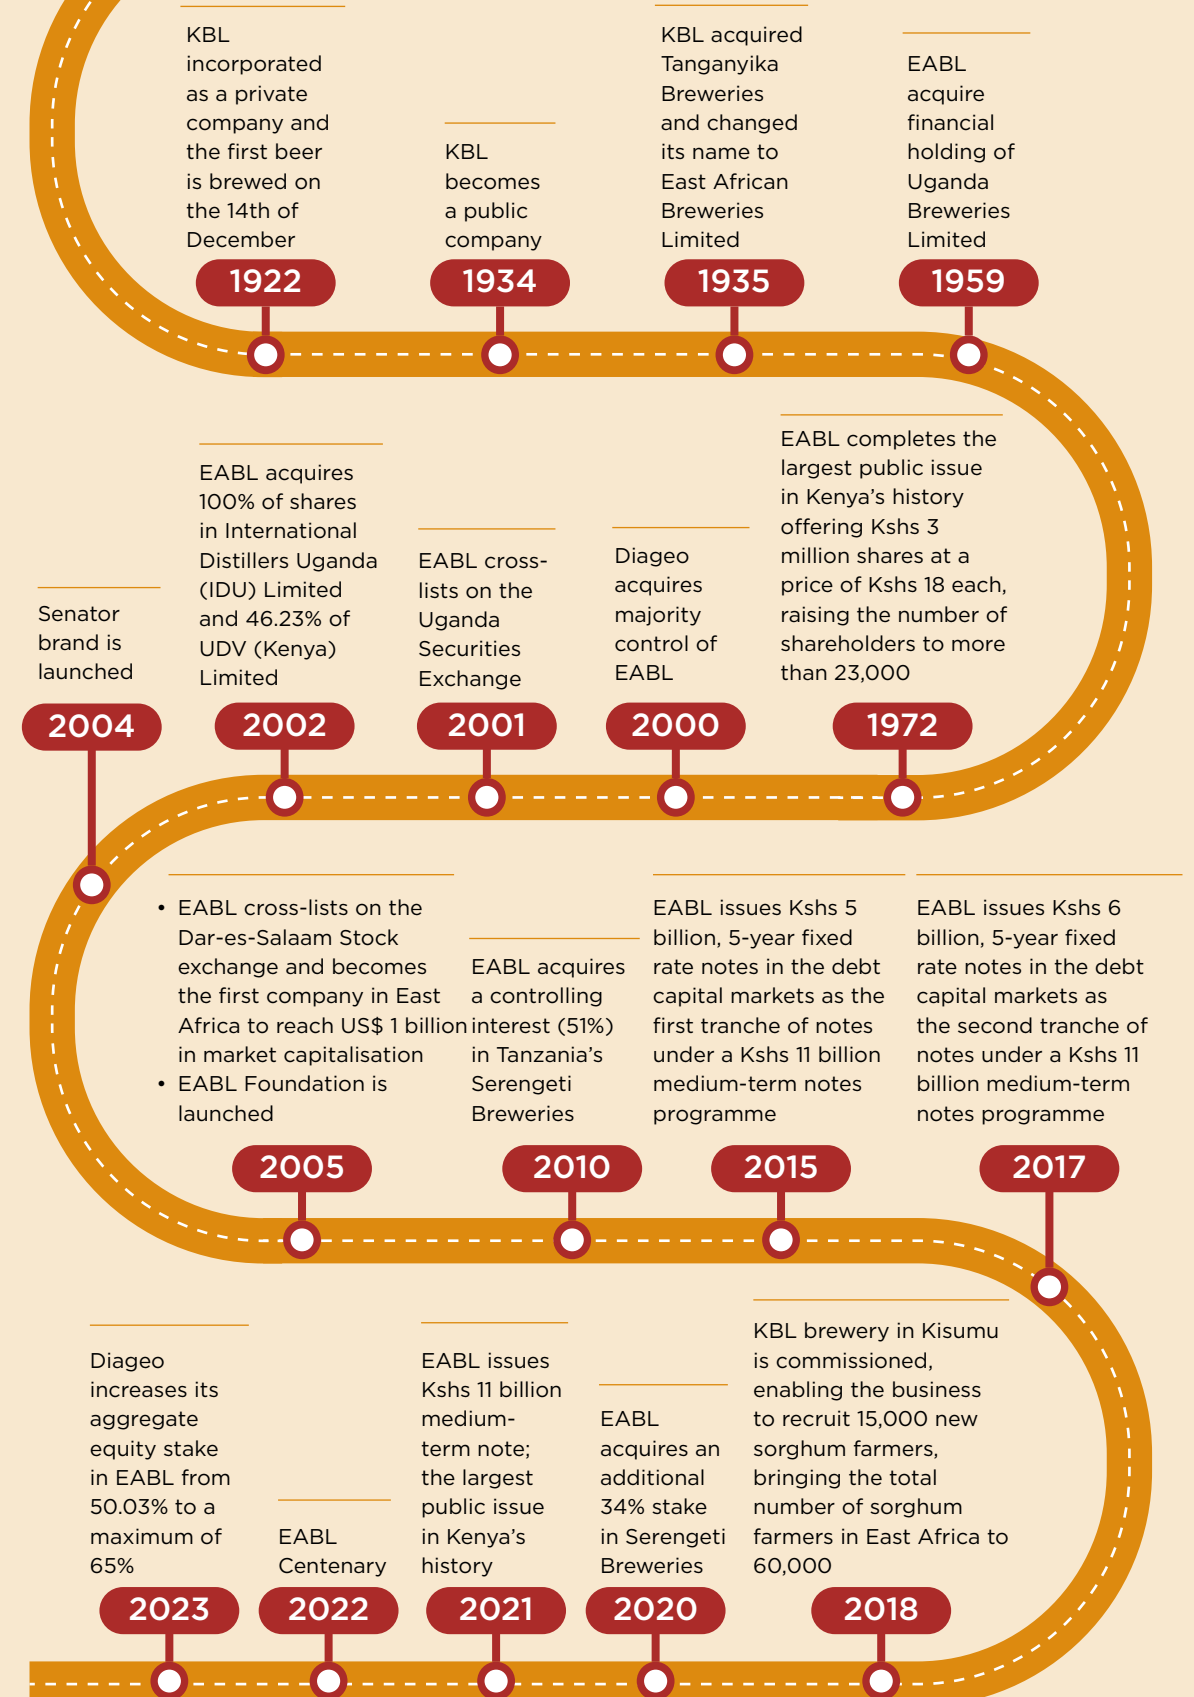 KBL
incorporated
as a private
company and
the first beer
is brewed on
the 14th of
December
1922
KBL
becomes
a public
company
1934
KBL acquired
Tanganyika
Breweries
and changed
its name to
East African
Breweries
Limited
1935
EABL
acquire
financial
holding of
Uganda
Breweries
Limited
1959
EABL completes the
largest public issue
in Kenya's history
offering Kshs 3
million shares at a
price of Kshs 18 each,
raising the number of
shareholders to more
than 23,000
1972
Diageo
acquires
majority
control of
EABL
2000
EABL cross-
lists on the
Uganda
Securities
Exchange
2001
EABL acquires
100% of shares
in International
Distillers Uganda
(IDU) Limited
and 46.23% of
UDV (Kenya)
Limited
2002
Senator
brand is
launched
2004
• EABL cross-lists on the
Dar-es-Salaam Stock
exchange and becomes
the first company in East
Africa to reach US$ 1 billion
in market capitalisation
• EABL Foundation is
launched
2005
EABL acquires
a controlling
interest (51%)
in Tanzania's
Serengeti
Breweries
2010
EABL issues Kshs 5
billion, 5-year fixed
rate notes in the debt
capital markets as the
first tranche of notes
under a Kshs 11 billion
medium-term notes
programme
2015
EABL issues Kshs 6
billion, 5-year fixed
rate notes in the debt
capital markets as
the second tranche of
notes under a Kshs 11
billion medium-term
notes programme
2017
KBL brewery in Kisumu
is commissioned,
enabling the business
to recruit 15,000 new
sorghum farmers,
bringing the total
number of sorghum
farmers in East Africa to
60,000
2018
EABL
acquires an
additional
34% stake
in Serengeti
Breweries
2020
EABL issues
Kshs 11 billion
medium-
term note;
the largest
public issue
in Kenya's
history
2021
EABL
Centenary
2022
Diageo
increases its
aggregate
equity stake
in EABL from
50.03% to a
maximum of
65%
2023